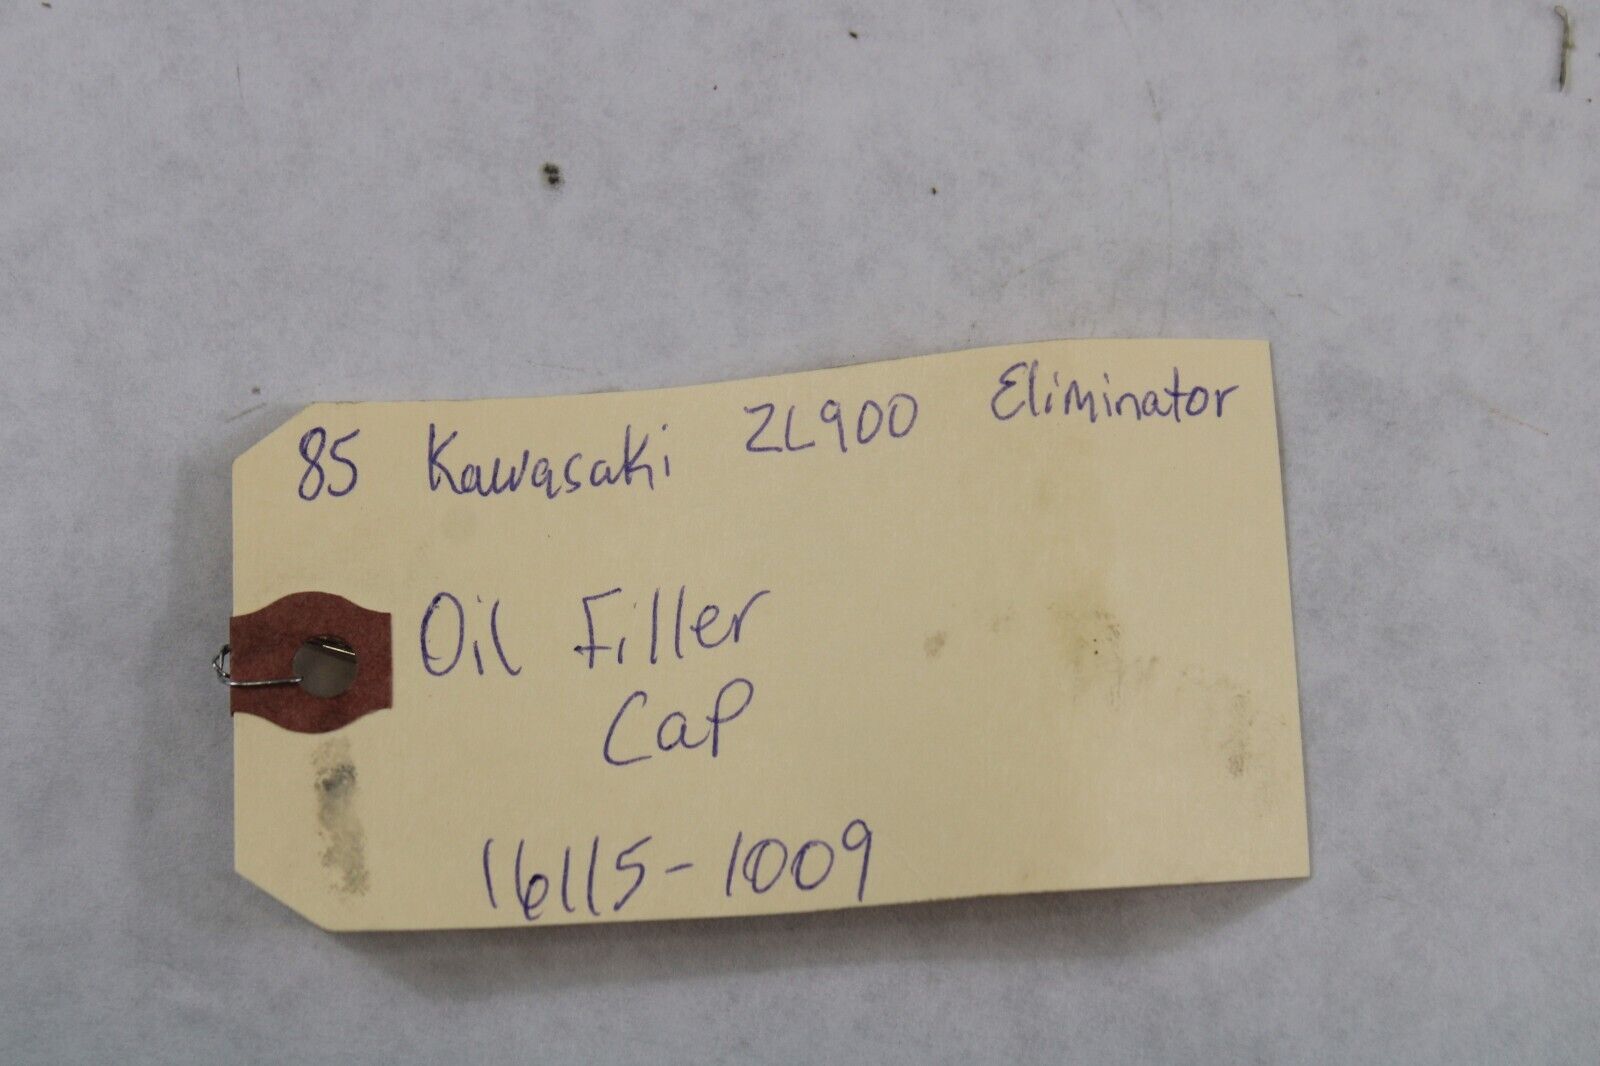 85 Kawasaki ZL900 Eliminator
Oil Filler
Cap
16115-1009